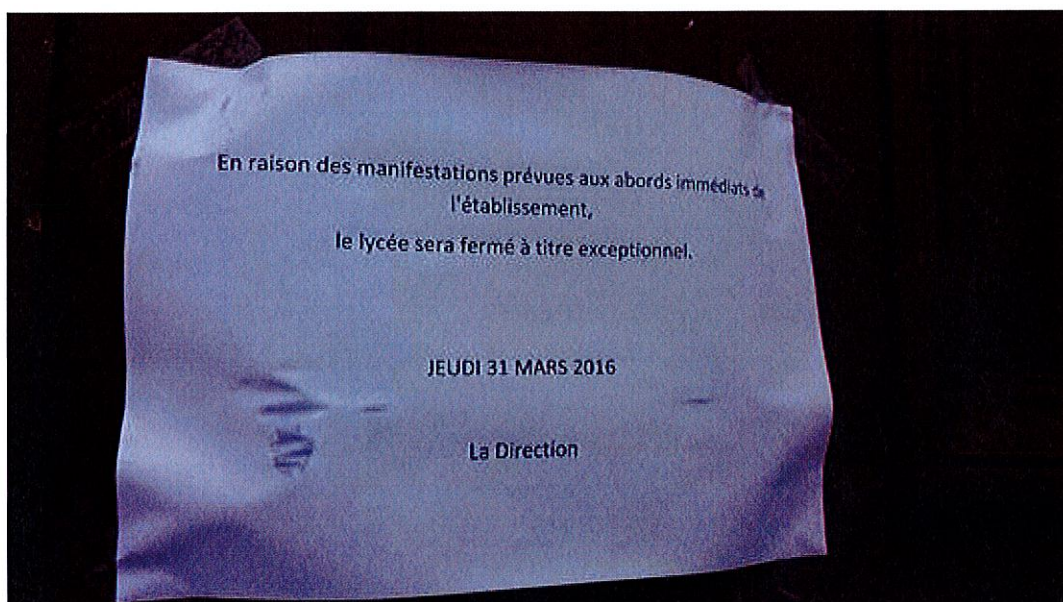 En raison des manifestations prévues aux abords immédiats de
l'établissement,
le lycée sera fermé à titre exceptionnel.
JEUDI 31 MARS 2016
La Direction